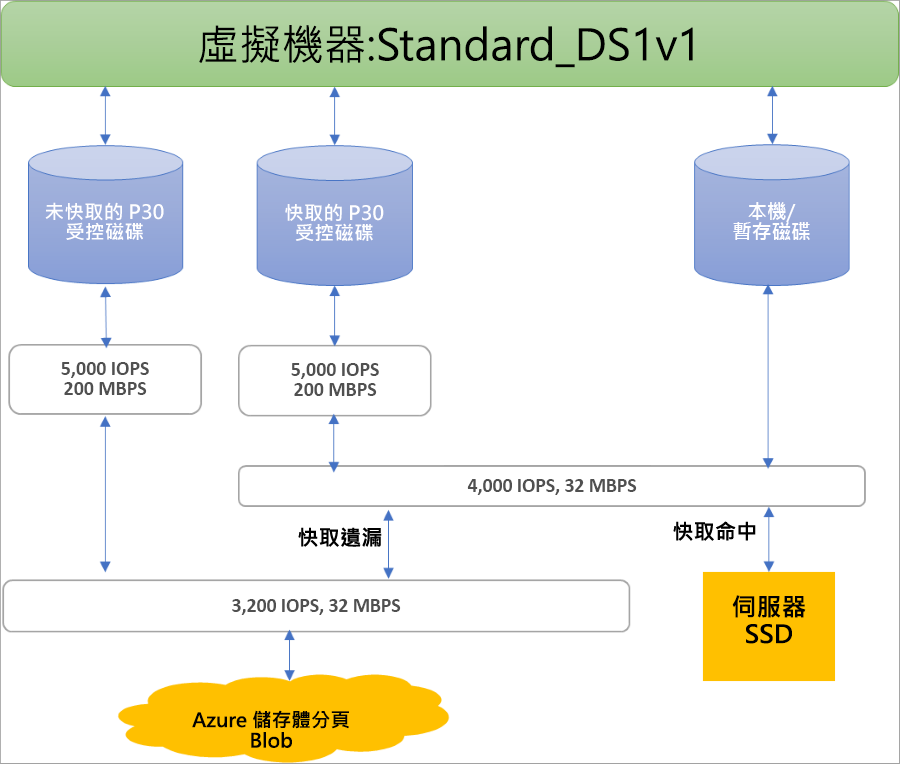 虛擬機器:Standard_DS1v1
未快取的 P30
受控磁碟
快取的 P30
受控磁碟
本機/
暫存磁碟
5,000 IOPS
200 MBPS
5,000 IOPS
200 MBPS
4,000 IOPS, 32 MBPS
快取遺漏
快取命中
3,200 IOPS, 32 MBPS
伺服器
SSD
Azure 儲存體分頁
Blob